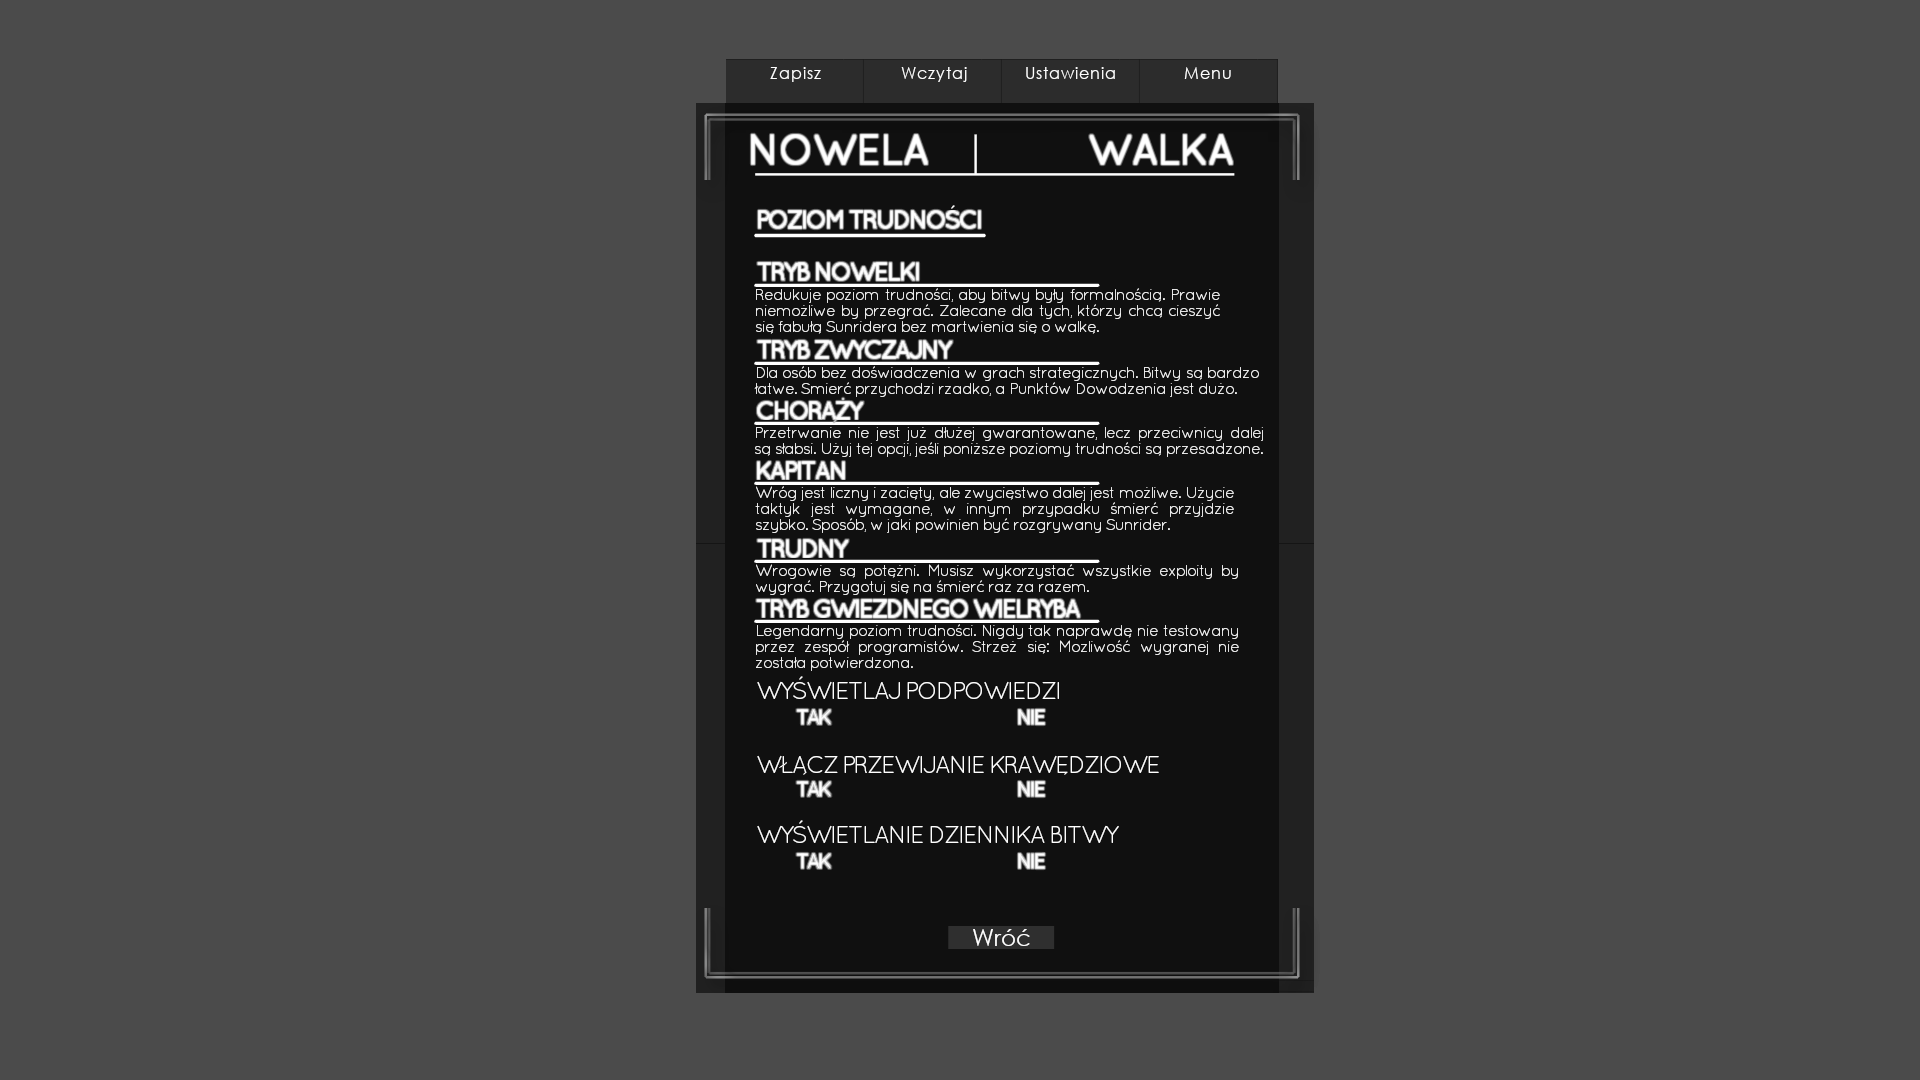 Zapisz Wczytaj Ustawienia Menu
NOWELA WALKA
POZIOM TRUDNOŚCI
TRYB NOWELKI
Redukuje poziom trudności, aby bitwy były formalnością. Prawie
niemożliwe by przegrać. Zalecane dla tych, którzy chcą cieszyć
się fabułą Sunridera bez martwienia się o walkę.
TRYB ZWYCZAJNY
Dla osób bez doświadczenia w grach strategicznych. Bitwy są bardzo
łatwe. Śmierć przychodzi rzadko, a Punktów Dowodzenia jest dużo.
CHORĄŻY
Przetrwanie nie jest już dłużej gwarantowane, lecz przeciwnicy dalej
są słabsi. Użyj tej opcji, jeśli poniższe poziomy trudności są przesadzone.
KAPITAN
Wróg jest liczny i zacięty, ale zwycięstwo dalej jest możliwe. Użycie
taktyk jest wymagane, w innym przypadku śmierć przyjdzie
szybko. Sposób, w jaki powinien być rozgrywany Sunrider.
TRUDNY
Wrogowie są potężni. Musisz wykorzystać wszystkie exploity by
wygrać. Przygotuj się na śmierć raz za razem.
TRYB GWIEZDNEGO WIELRYBA
Legendarny poziom trudności. Nigdy tak naprawdę nie testowany
przez zespół programistów. Strzeż się: Możliwość wygranej nie
została potwierdzona.
WYŚWIETLAJ PODPOWIEDZI
TAK NIE
WŁĄCZ PRZEWIJANIE KRAWĘDZIOWE
TAK NIE
WYŚWIETLANIE DZIENNIKA BITWY
TAK NIE
Wróć